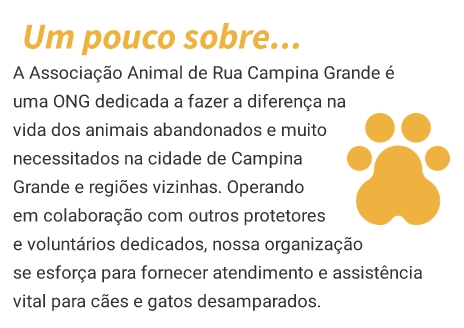 Um pouco sobre...
A Associação Animal de Rua Campina Grande é
uma ONG dedicada a fazer a diferença na
vida dos animais abandonados e muito
necessitados na cidade de Campina
Grande e regiões vizinhas. Operando
em colaboração com outros protetores
e voluntários dedicados, nossa organização
se esforça para fornecer atendimento e assistência
vital para cães e gatos desamparados.